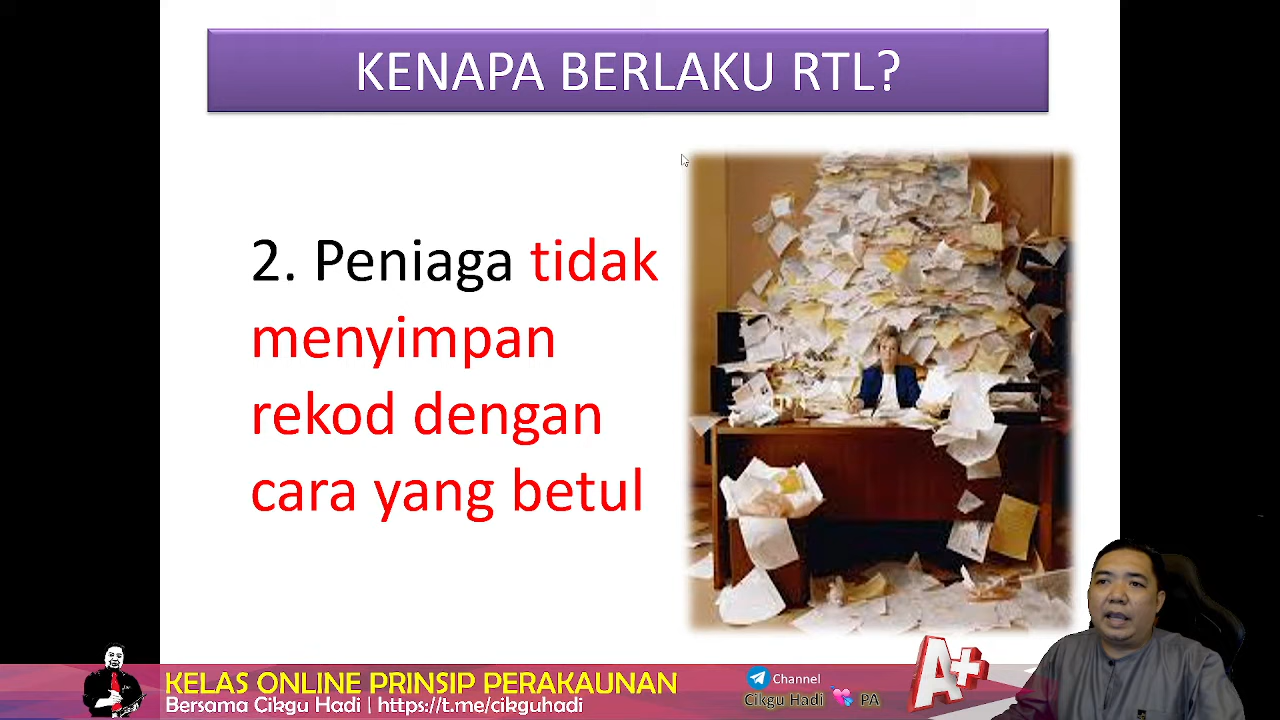 KENAPA BERLAKU RTL?
2. Peniaga tidak
menyimpan
rekod dengan
cara yang betul
KELAS ONLINE PRINSIP PERAKAUNAN
Bersama Cikgu Hadi | https://t.me/cikguhadi
Channel
Cikgu Hadi 💘 PA
A+